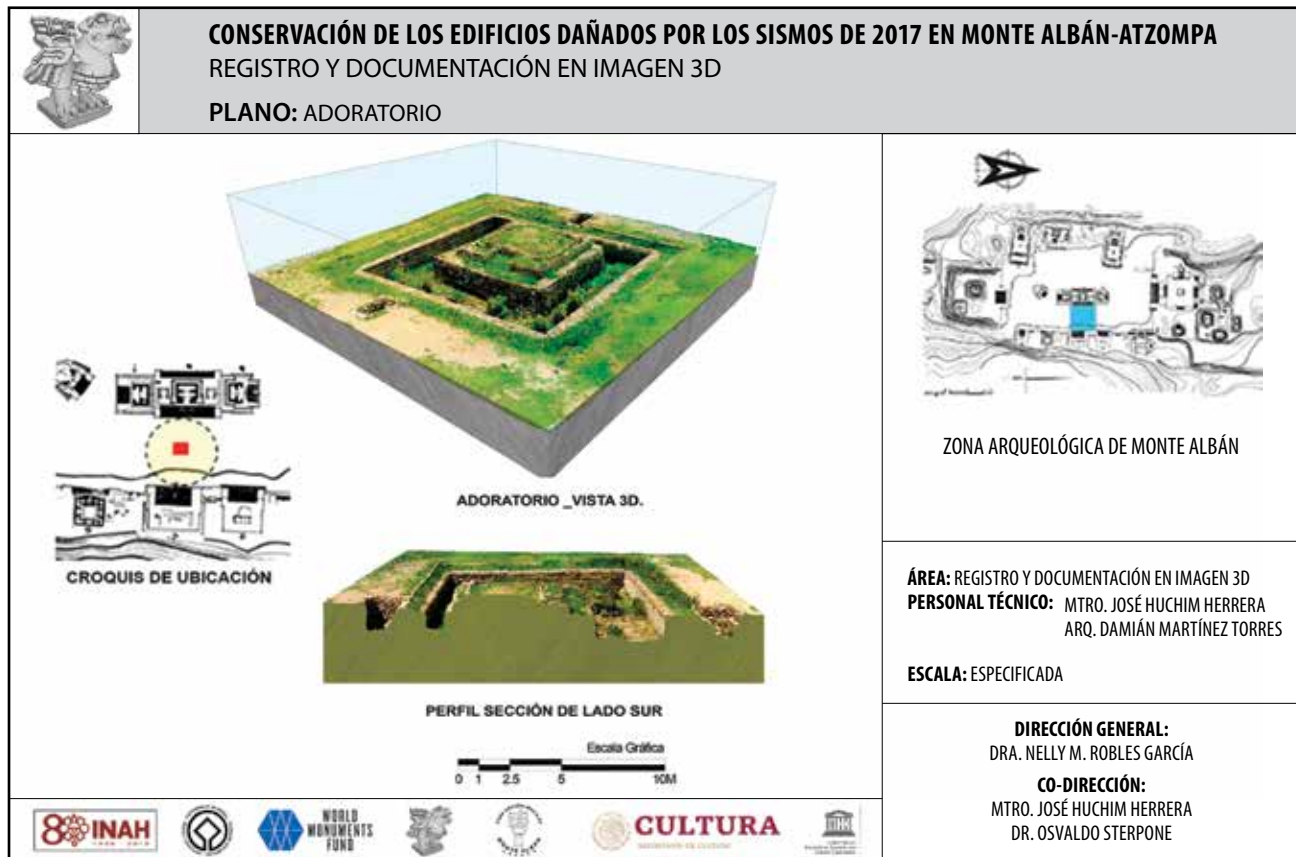 CONSERVACIÓN DE LOS EDIFICIOS DAÑADOS POR LOS SISMOS DE 2017 EN MONTE ALBÁN-ATZOMPA
REGISTRO Y DOCUMENTACIÓN EN IMAGEN 3D
PLANO: ADORATORIO
ADORATORIO _VISTA 3D.
CROQUIS DE UBICACIÓN
PERFIL SECCIÓN DE LADO SUR
Escala Gráfica
0 1 2.5 5 10M
ZONA ARQUEOLÓGICA DE MONTE ALBÁN
ÁREA: REGISTRO Y DOCUMENTACIÓN EN IMAGEN 3D
PERSONAL TÉCNICO: MTRO. JOSÉ HUCHIM HERRERA
ARQ. DAMIÁN MARTÍNEZ TORRES
ESCALA: ESPECIFICADA
DIRECCIÓN GENERAL:
DRA. NELLY M. ROBLES GARCÍA
CO-DIRECCIÓN:
MTRO. JOSÉ HUCHIM HERRERA
DR. OSVALDO STERPONE
80 INAH
WORLD
MONUMENTS
FUND
CULTURA
SECRETARÍA DE CULTURA